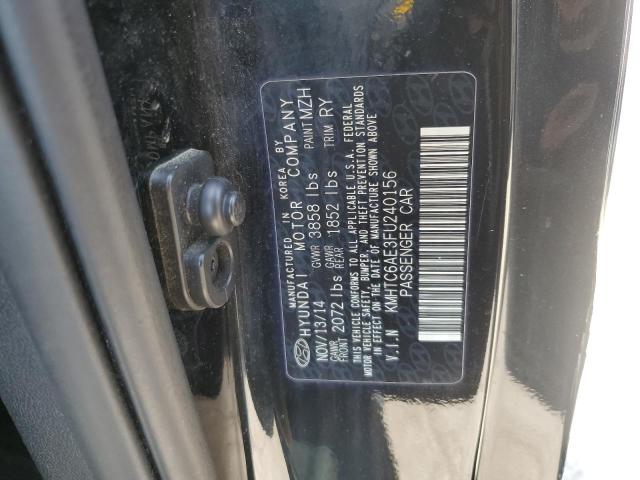 MANUFACTURED IN KOREA BY
HYUNDAI MOTOR COMPANY
NOV/13/14 GVWR 3858 lbs PAINT MZH
GAWR FRONT 2072 lbs GAWR REAR 1852 lbs TRIM RY
THIS VEHICLE CONFORMS TO ALL APPLICABLE U.S.A. FEDERAL
MOTOR VEHICLE SAFETY, BUMPER, AND THEFT PREVENTION STANDARDS
IN EFFECT ON THE DATE OF MANUFACTURE SHOWN ABOVE
V.I.N KMHTC6AE3FU240156
PASSENGER CAR